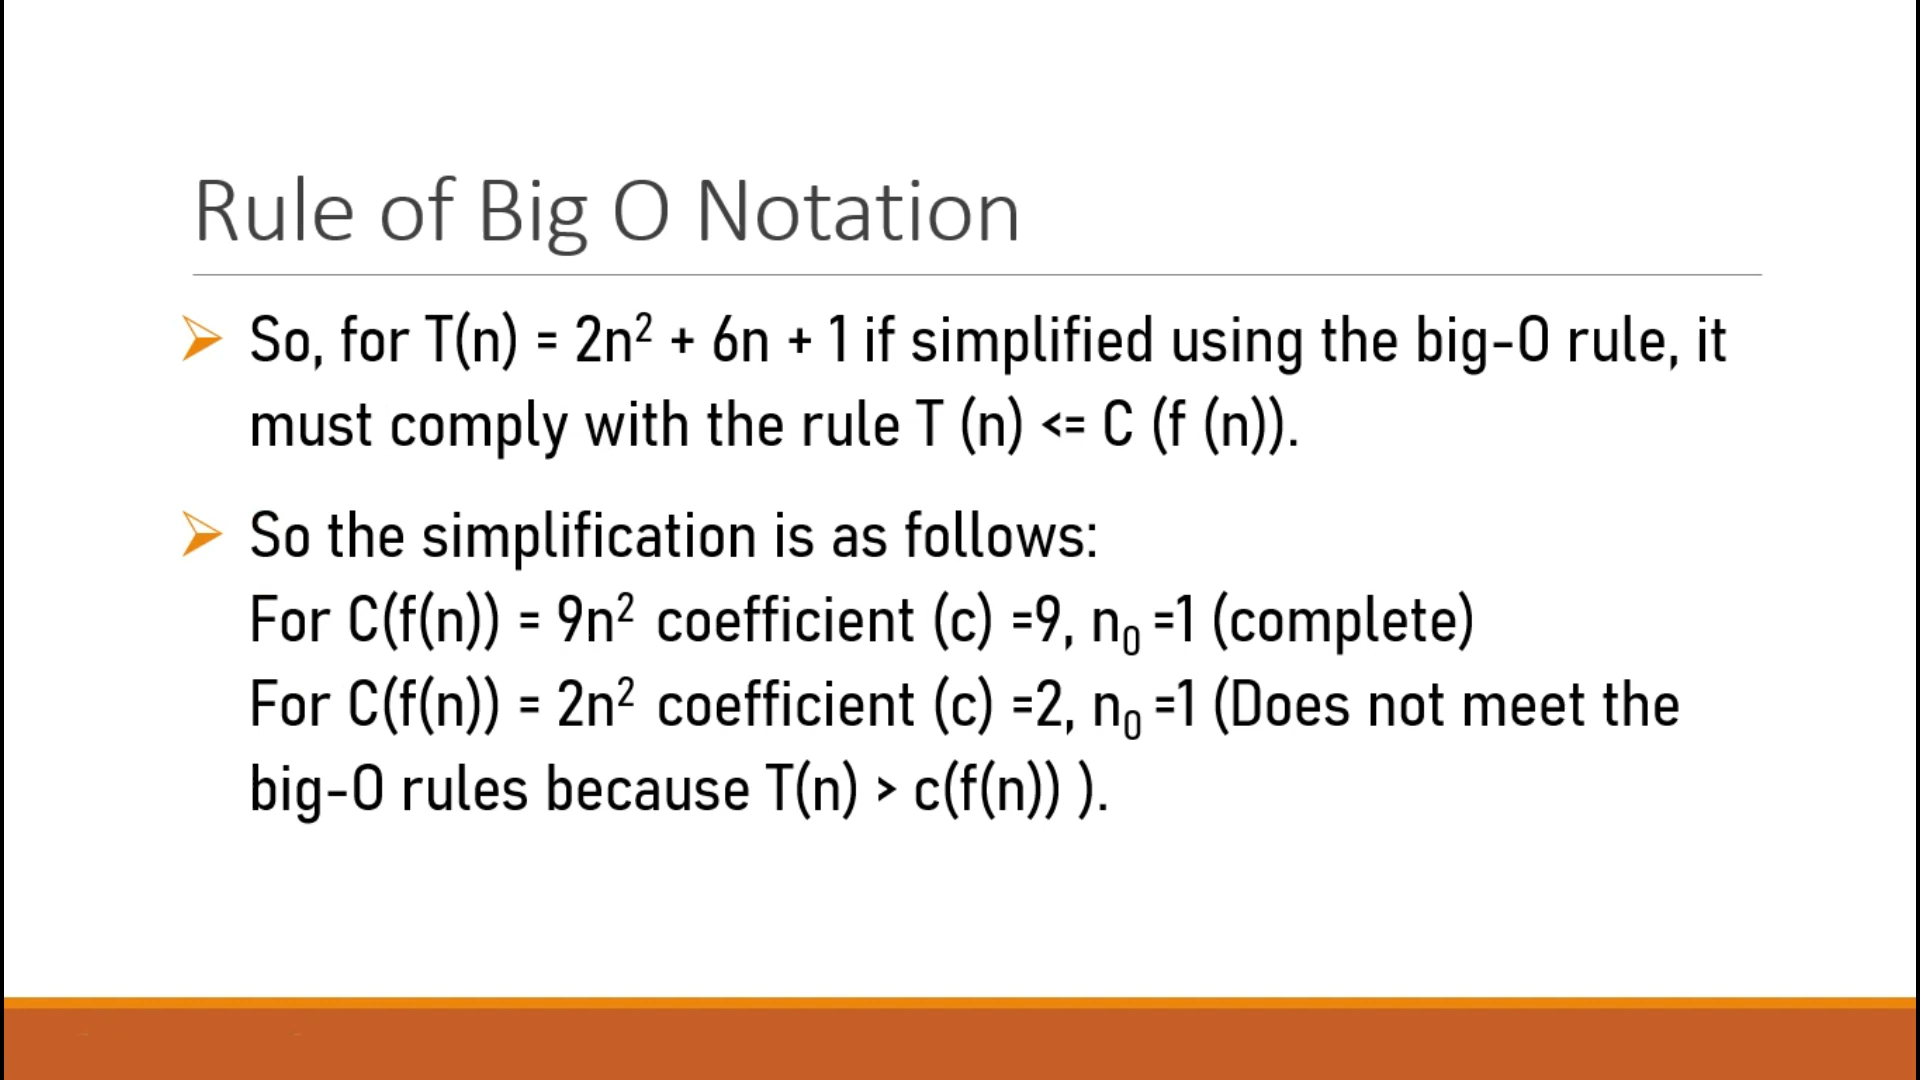 Rule of Big O Notation
So, for T(n) = 2n² + 6n + 1 if simplified using the big-O rule, it
must comply with the rule T (n) <= C (f (n)).
So the simplification is as follows:
For C(f(n)) = 9n² coefficient (c) =9, n₀ =1 (complete)
For C(f(n)) = 2n² coefficient (c) =2, n₀ =1 (Does not meet the
big-O rules because T(n) > c(f(n)) ).